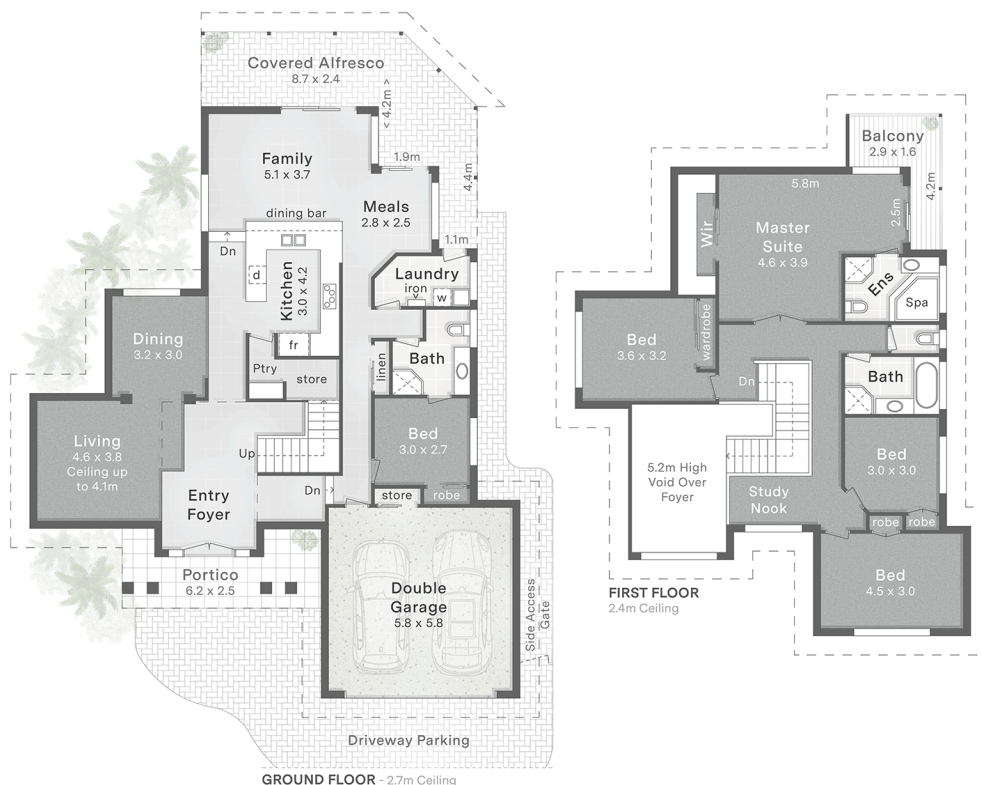 Covered Alfresco
8.7 x 2.4
< 4.2m >
Family
5.1 x 3.7
1.9m
4.4m
Meals
2.8 x 2.5
dining bar
Dn
1.1m
Laundry
iron
w
d
Kitchen
3.0 x 4.2
fr
Dining
3.2 x 3.0
Ptry
store
linen
Bath
Living
4.6 x 3.8
Ceiling up
to 4.1m
Up
Bed
3.0 x 2.7
Entry
Foyer
Dn
store
robe
Portico
6.2 x 2.5
Double
Garage
5.8 x 5.8
Side Access
Gate
Driveway Parking
GROUND FLOOR - 2.7m Ceiling
Balcony
2.9 x 1.6
4.2m
5.8m
2.5m
Wir
Master
Suite
4.6 x 3.9
Ens
Spa
Bed
3.6 x 3.2
wardrobe
Dn
Bath
5.2m High
Void Over
Foyer
Study
Nook
Bed
3.0 x 3.0
robe
robe
Bed
4.5 x 3.0
FIRST FLOOR
2.4m Ceiling